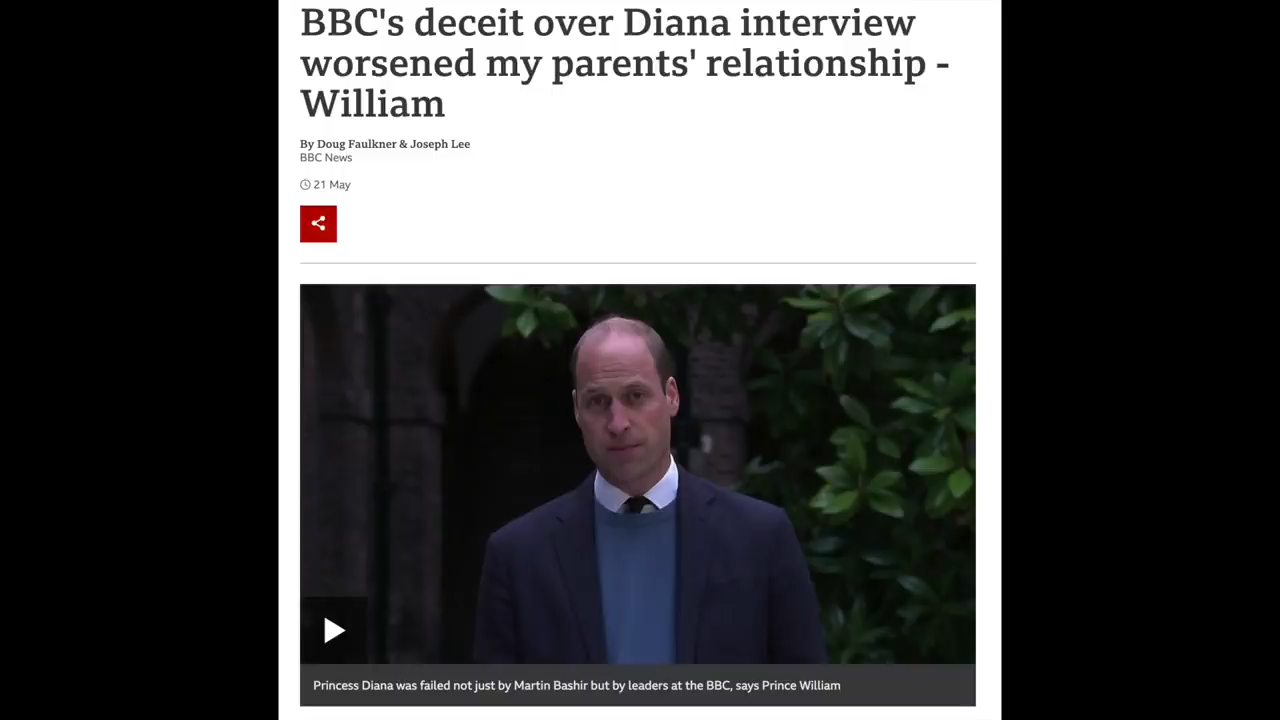 BBC's deceit over Diana interview
worsened my parents' relationship -
William
By Doug Faulkner & Joseph Lee
BBC News
21 May
Princess Diana was failed not just by Martin Bashir but by leaders at the BBC, says Prince William